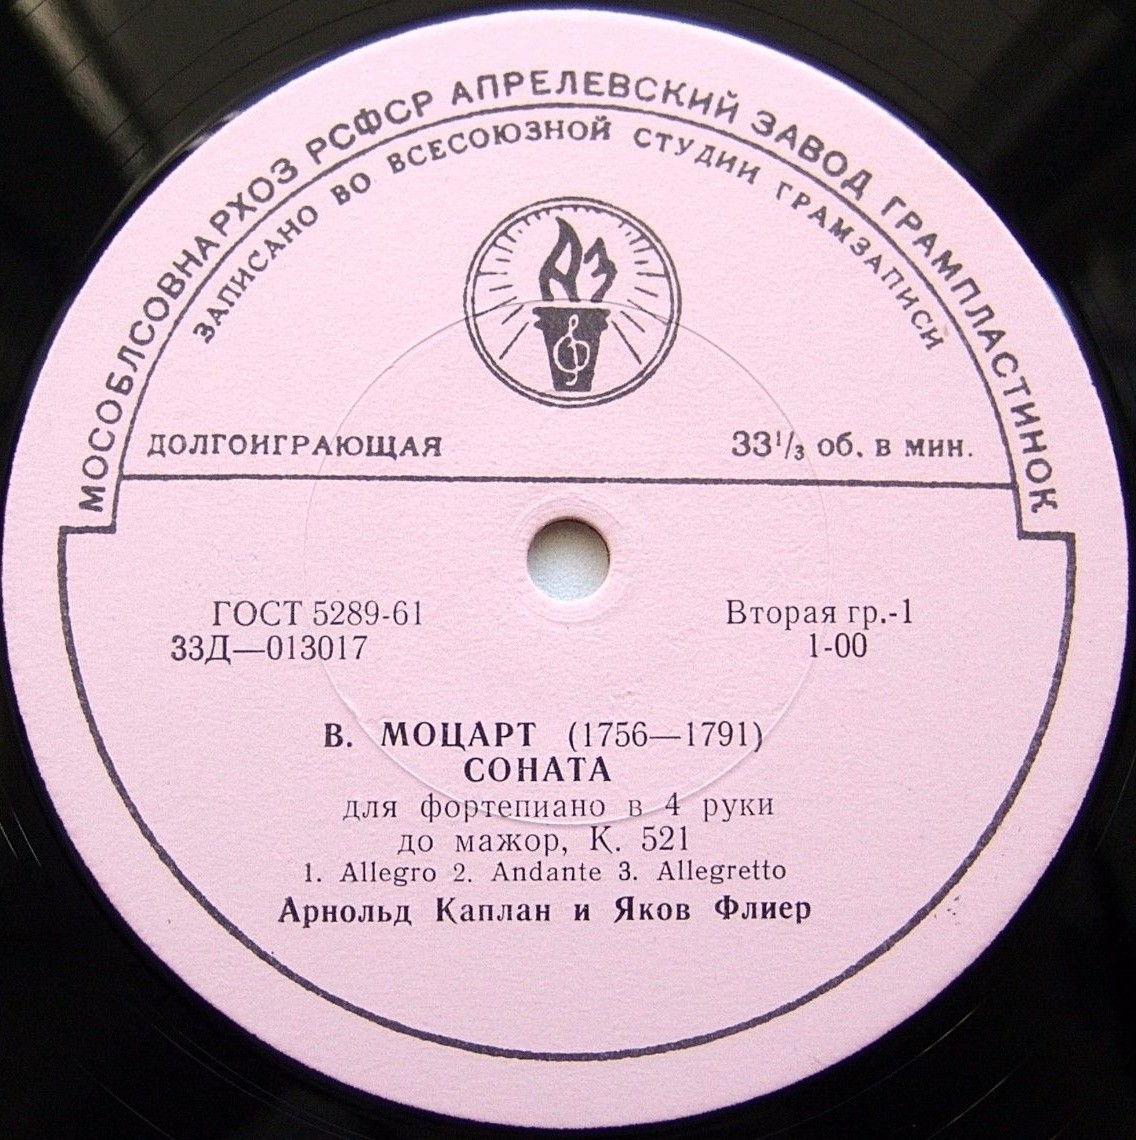 МОСОБЛСОВНАРХОЗ РСФСР АПРЕЛЕВСКИЙ ЗАВОД ГРАМПЛАСТИНОК
ЗАПИСАНО ВО ВСЕСОЮЗНОЙ СТУДИИ ГРАМЗАПИСИ
АЗ
ДОЛГОИГРАЮЩАЯ 33 1/3 об. в мин.
ГОСТ 5289-61 Вторая гр.-1
33Д—013017 1-00
В. МОЦАРТ (1756—1791)
СОНАТА
для фортепиано в 4 руки
до мажор, К. 521
1. Allegro 2. Andante 3. Allegretto
Арнольд Каплан и Яков Флиер